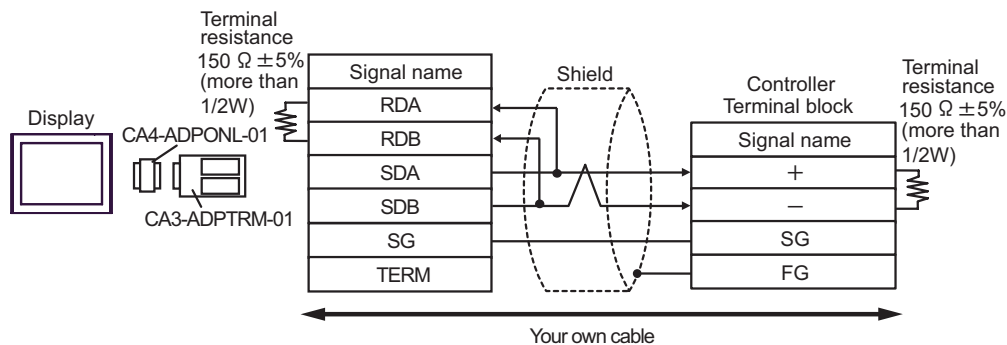 Terminal
resistance
150 Ω ±5%
(more than
1/2W)
Display
CA4-ADPONL-01
CA3-ADPTRM-01
Signal name
RDA
RDB
SDA
SDB
SG
TERM
Shield
Controller
Terminal block
Signal name
+
−
SG
FG
Terminal
resistance
150 Ω ±5%
(more than
1/2W)
Your own cable